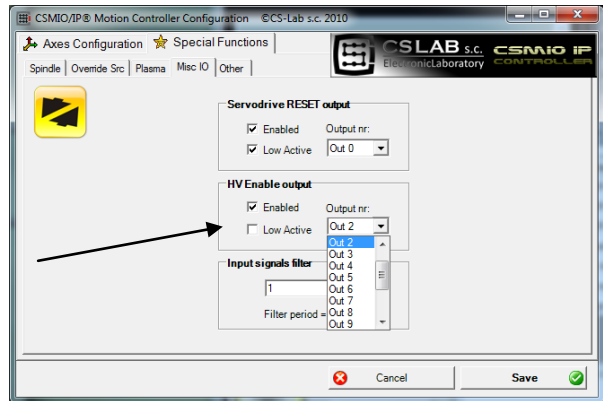 CSMIO/IP® Motion Controller Configuration ©CS-Lab s.c. 2010
Axes Configuration Special Functions
CSLAB s.c.
ElectronicLaboratory
CSMIO IP
CONTROLLER
Spindle Override Src Plasma Misc IO Other
Servodrive RESET output
Enabled Output nr:
Low Active Out 0
HV Enable output
Enabled Output nr:
Low Active Out 2
Out 2
Out 3
Out 4
Out 5
Out 6
Out 7
Out 8
Out 9
Input signals filter
1
Filter period =
Cancel Save